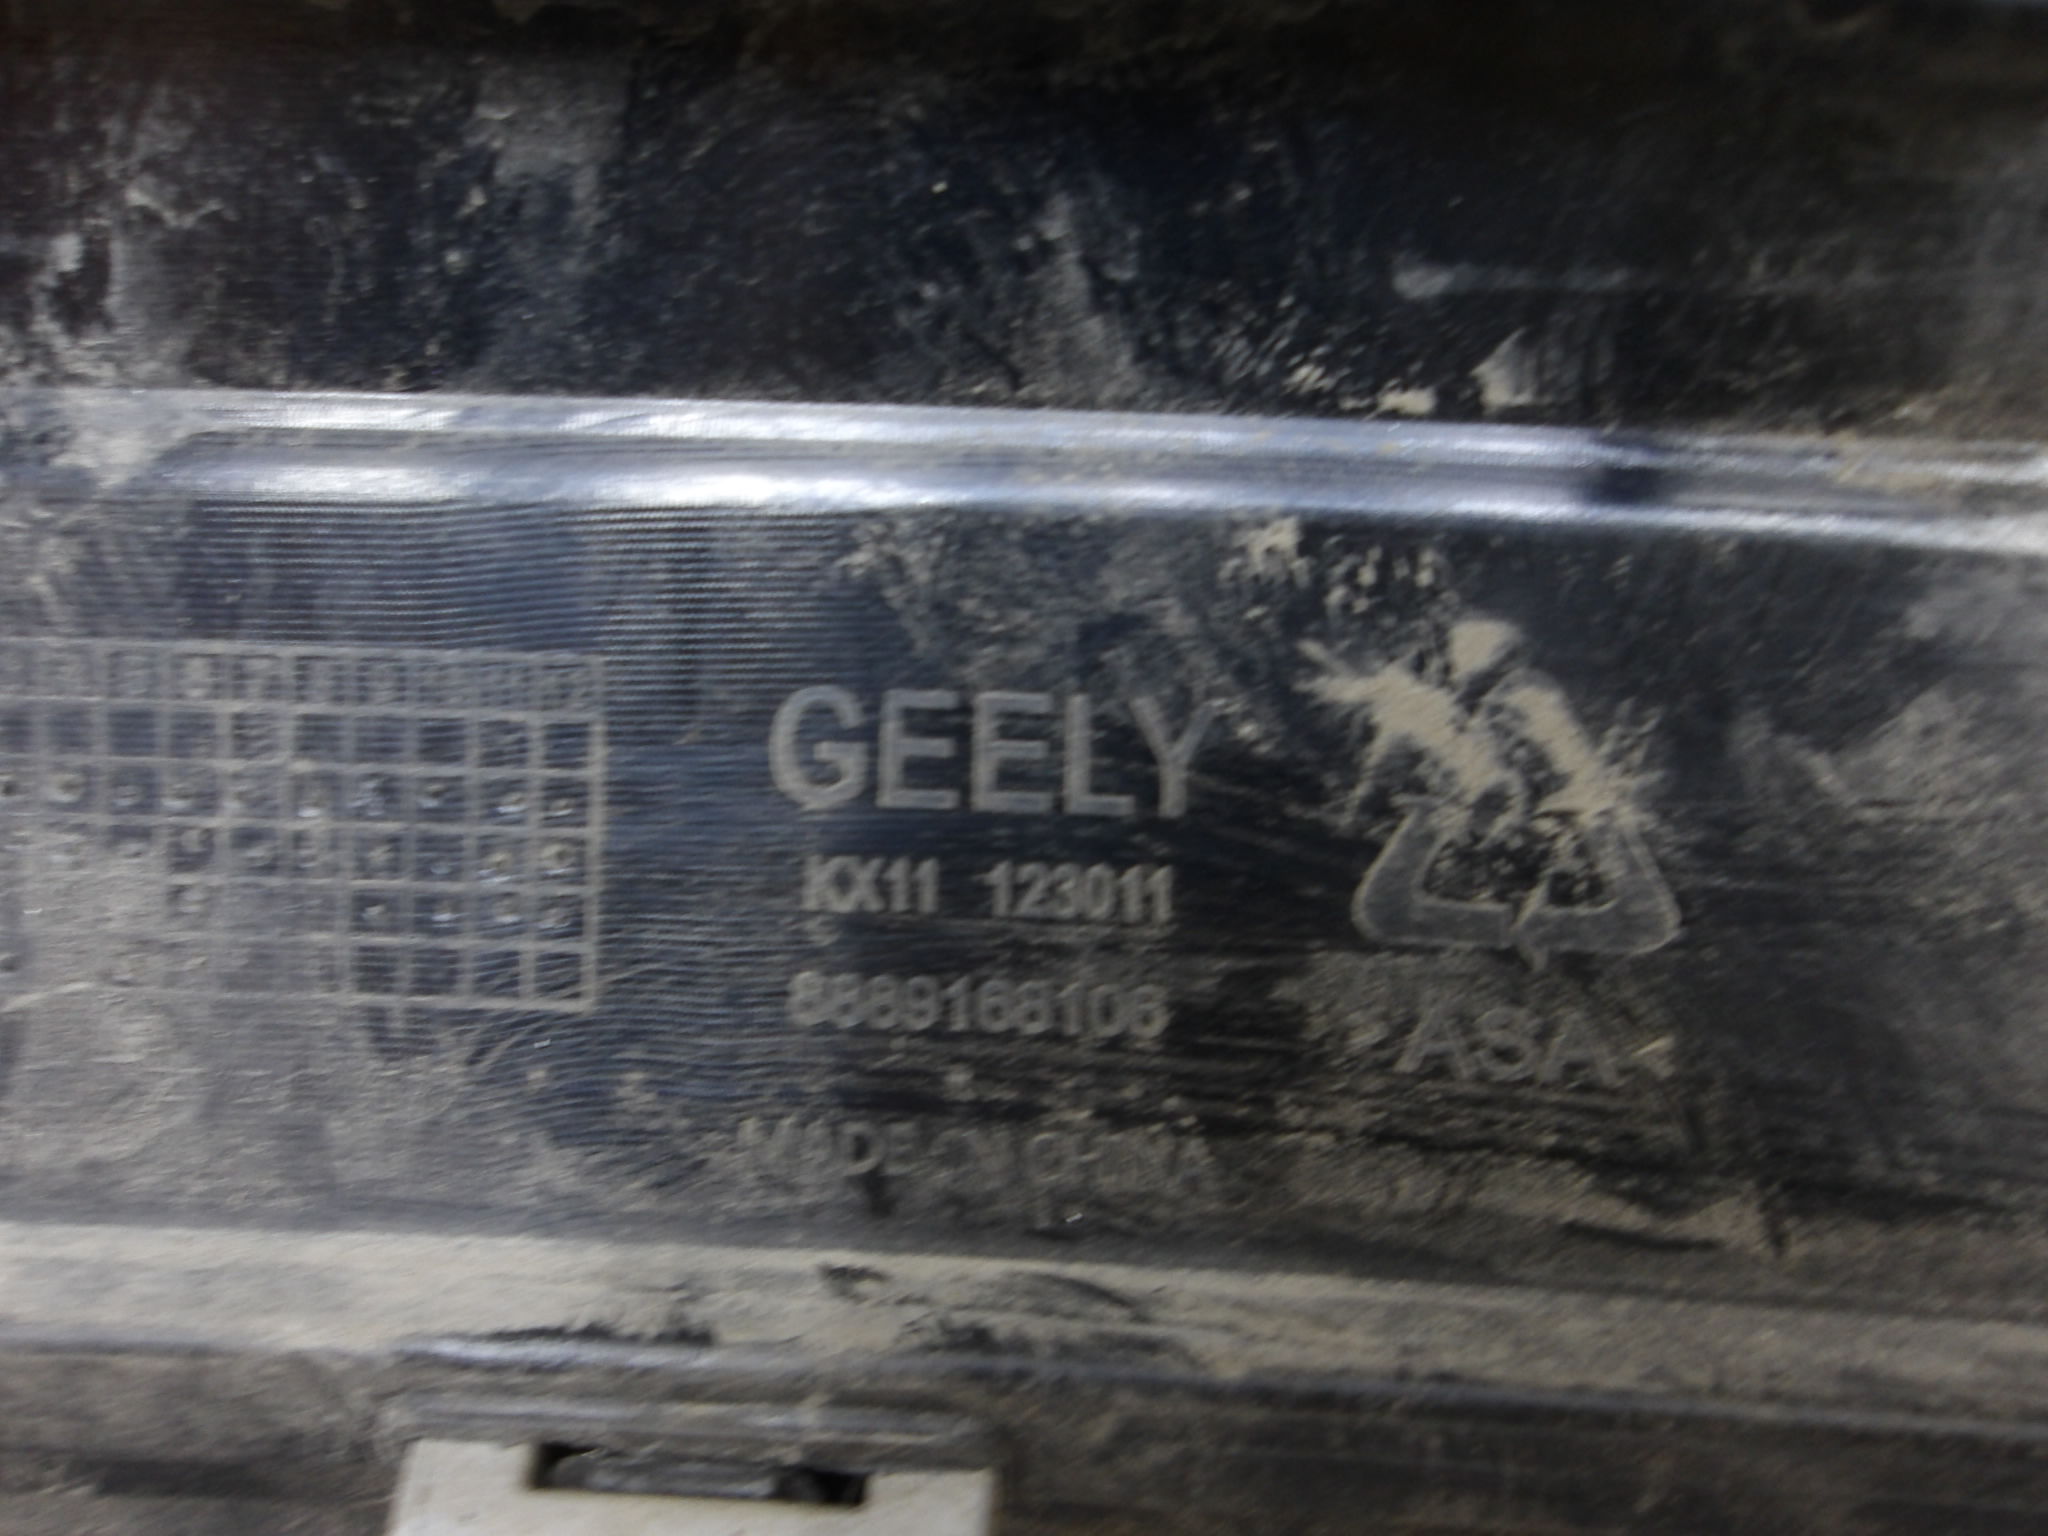 GEELY
KX11 123011
8889168106
MADE IN CHINA
ASA